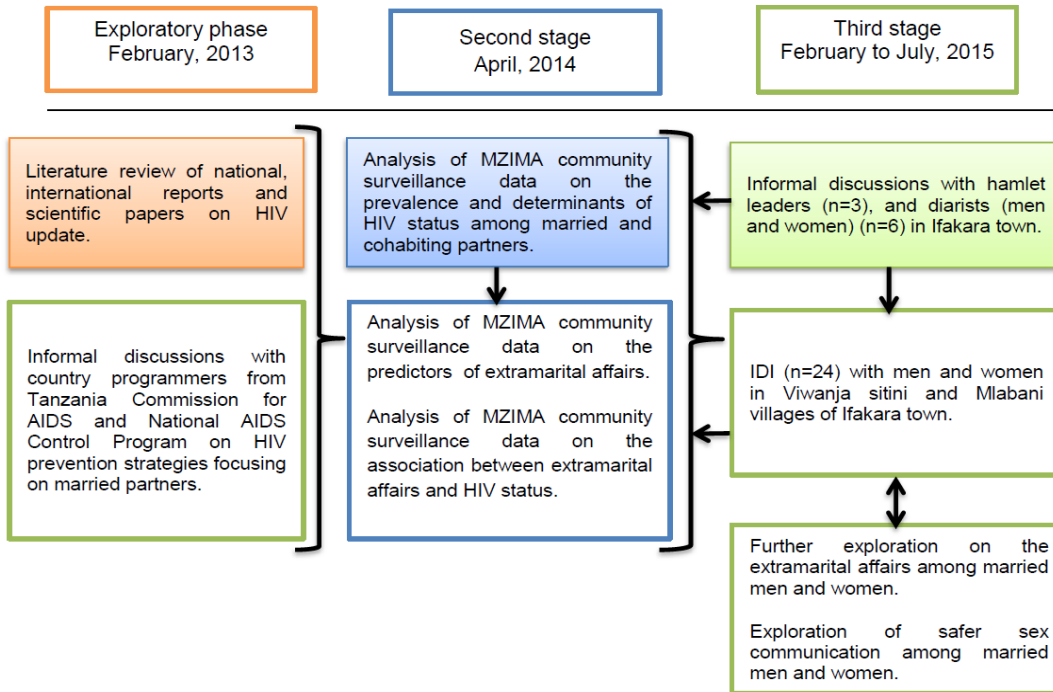 Exploratory phase
February, 2013
Second stage
April, 2014
Third stage
February to July, 2015
Literature review of national,
international reports and
scientific papers on HIV
update.
Informal discussions with
country programmers from
Tanzania Commission for
AIDS and National AIDS
Control Program on HIV
prevention strategies focusing
on married partners.
Analysis of MZIMA community
surveillance data on the
prevalence and determinants of
HIV status among married and
cohabiting partners.
Analysis of MZIMA community
surveillance data on the
predictors of extramarital affairs.
Analysis of MZIMA community
surveillance data on the
association between extramarital
affairs and HIV status.
Informal discussions with hamlet
leaders (n=3), and diarists (men
and women) (n=6) in Ifakara town.
IDI (n=24) with men and women
in Viwanja sitini and Mlabani
villages of Ifakara town.
Further exploration on the
extramarital affairs among married
men and women.
Exploration of safer sex
communication among married
men and women.